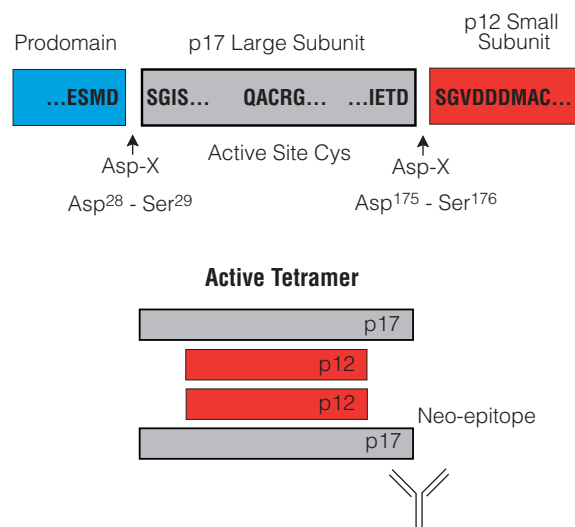 Prodomain
p17 Large Subunit
p12 Small
Subunit
...ESMD
SGIS...
QACRG...
...IETD
SGVDDDMAC...
Asp-X
Active Site Cys
Asp-X
Asp28 - Ser29
Asp175 - Ser176
Active Tetramer
p17
p12
p12
Neo-epitope
p17